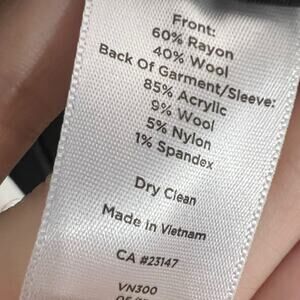 Front:
60% Rayon
40% Wool
Back Of Garment/Sleeve:
85% Acrylic
9% Wool
5% Nylon
1% Spandex
Dry Clean
Made in Vietnam
CA #23147
VN300